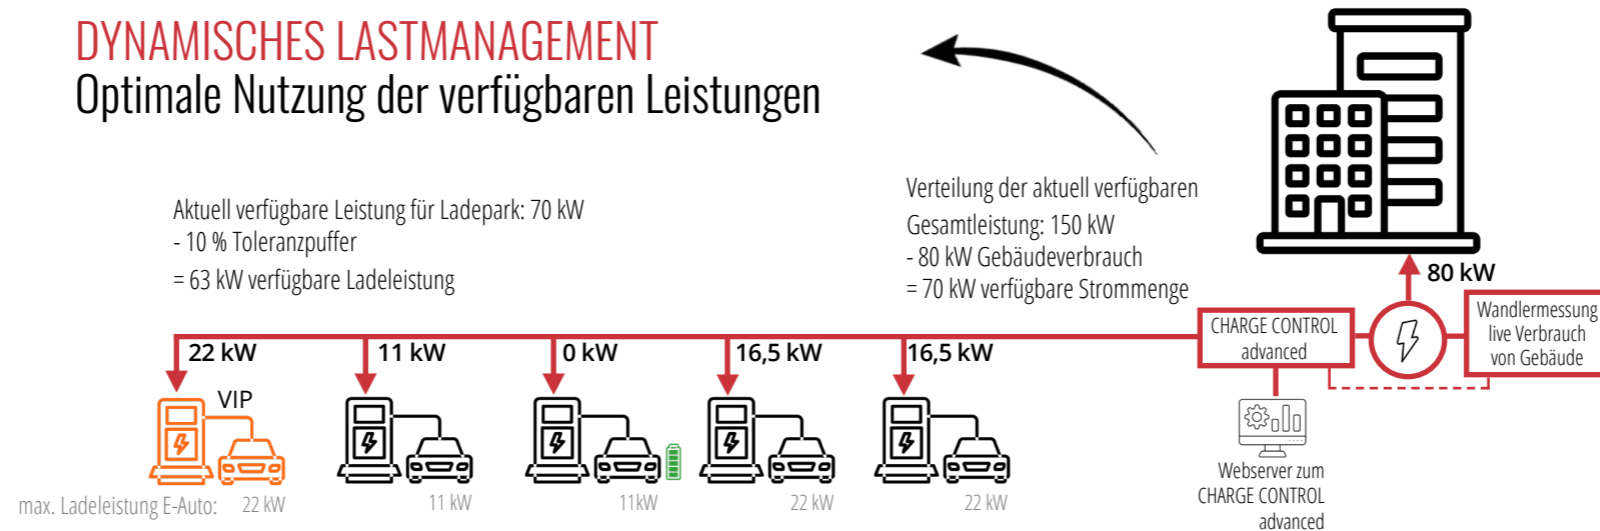 DYNAMISCHES LASTMANAGEMENT
Optimale Nutzung der verfügbaren Leistungen
Aktuell verfügbare Leistung für Ladepark: 70 kW
- 10 % Toleranzpuffer
= 63 kW verfügbare Ladeleistung
Verteilung der aktuell verfügbaren
Gesamtleistung: 150 kW
- 80 kW Gebäudeverbrauch
= 70 kW verfügbare Strommenge
80 kW
Wandlermessung
live Verbrauch
von Gebäude
CHARGE CONTROL
advanced
22 kW
11 kW
0 kW
16,5 kW
16,5 kW
VIP
max. Ladeleistung E-Auto:
22 kW
11 kW
11kW
22 kW
22 kW
Webserver zum
CHARGE CONTROL
advanced